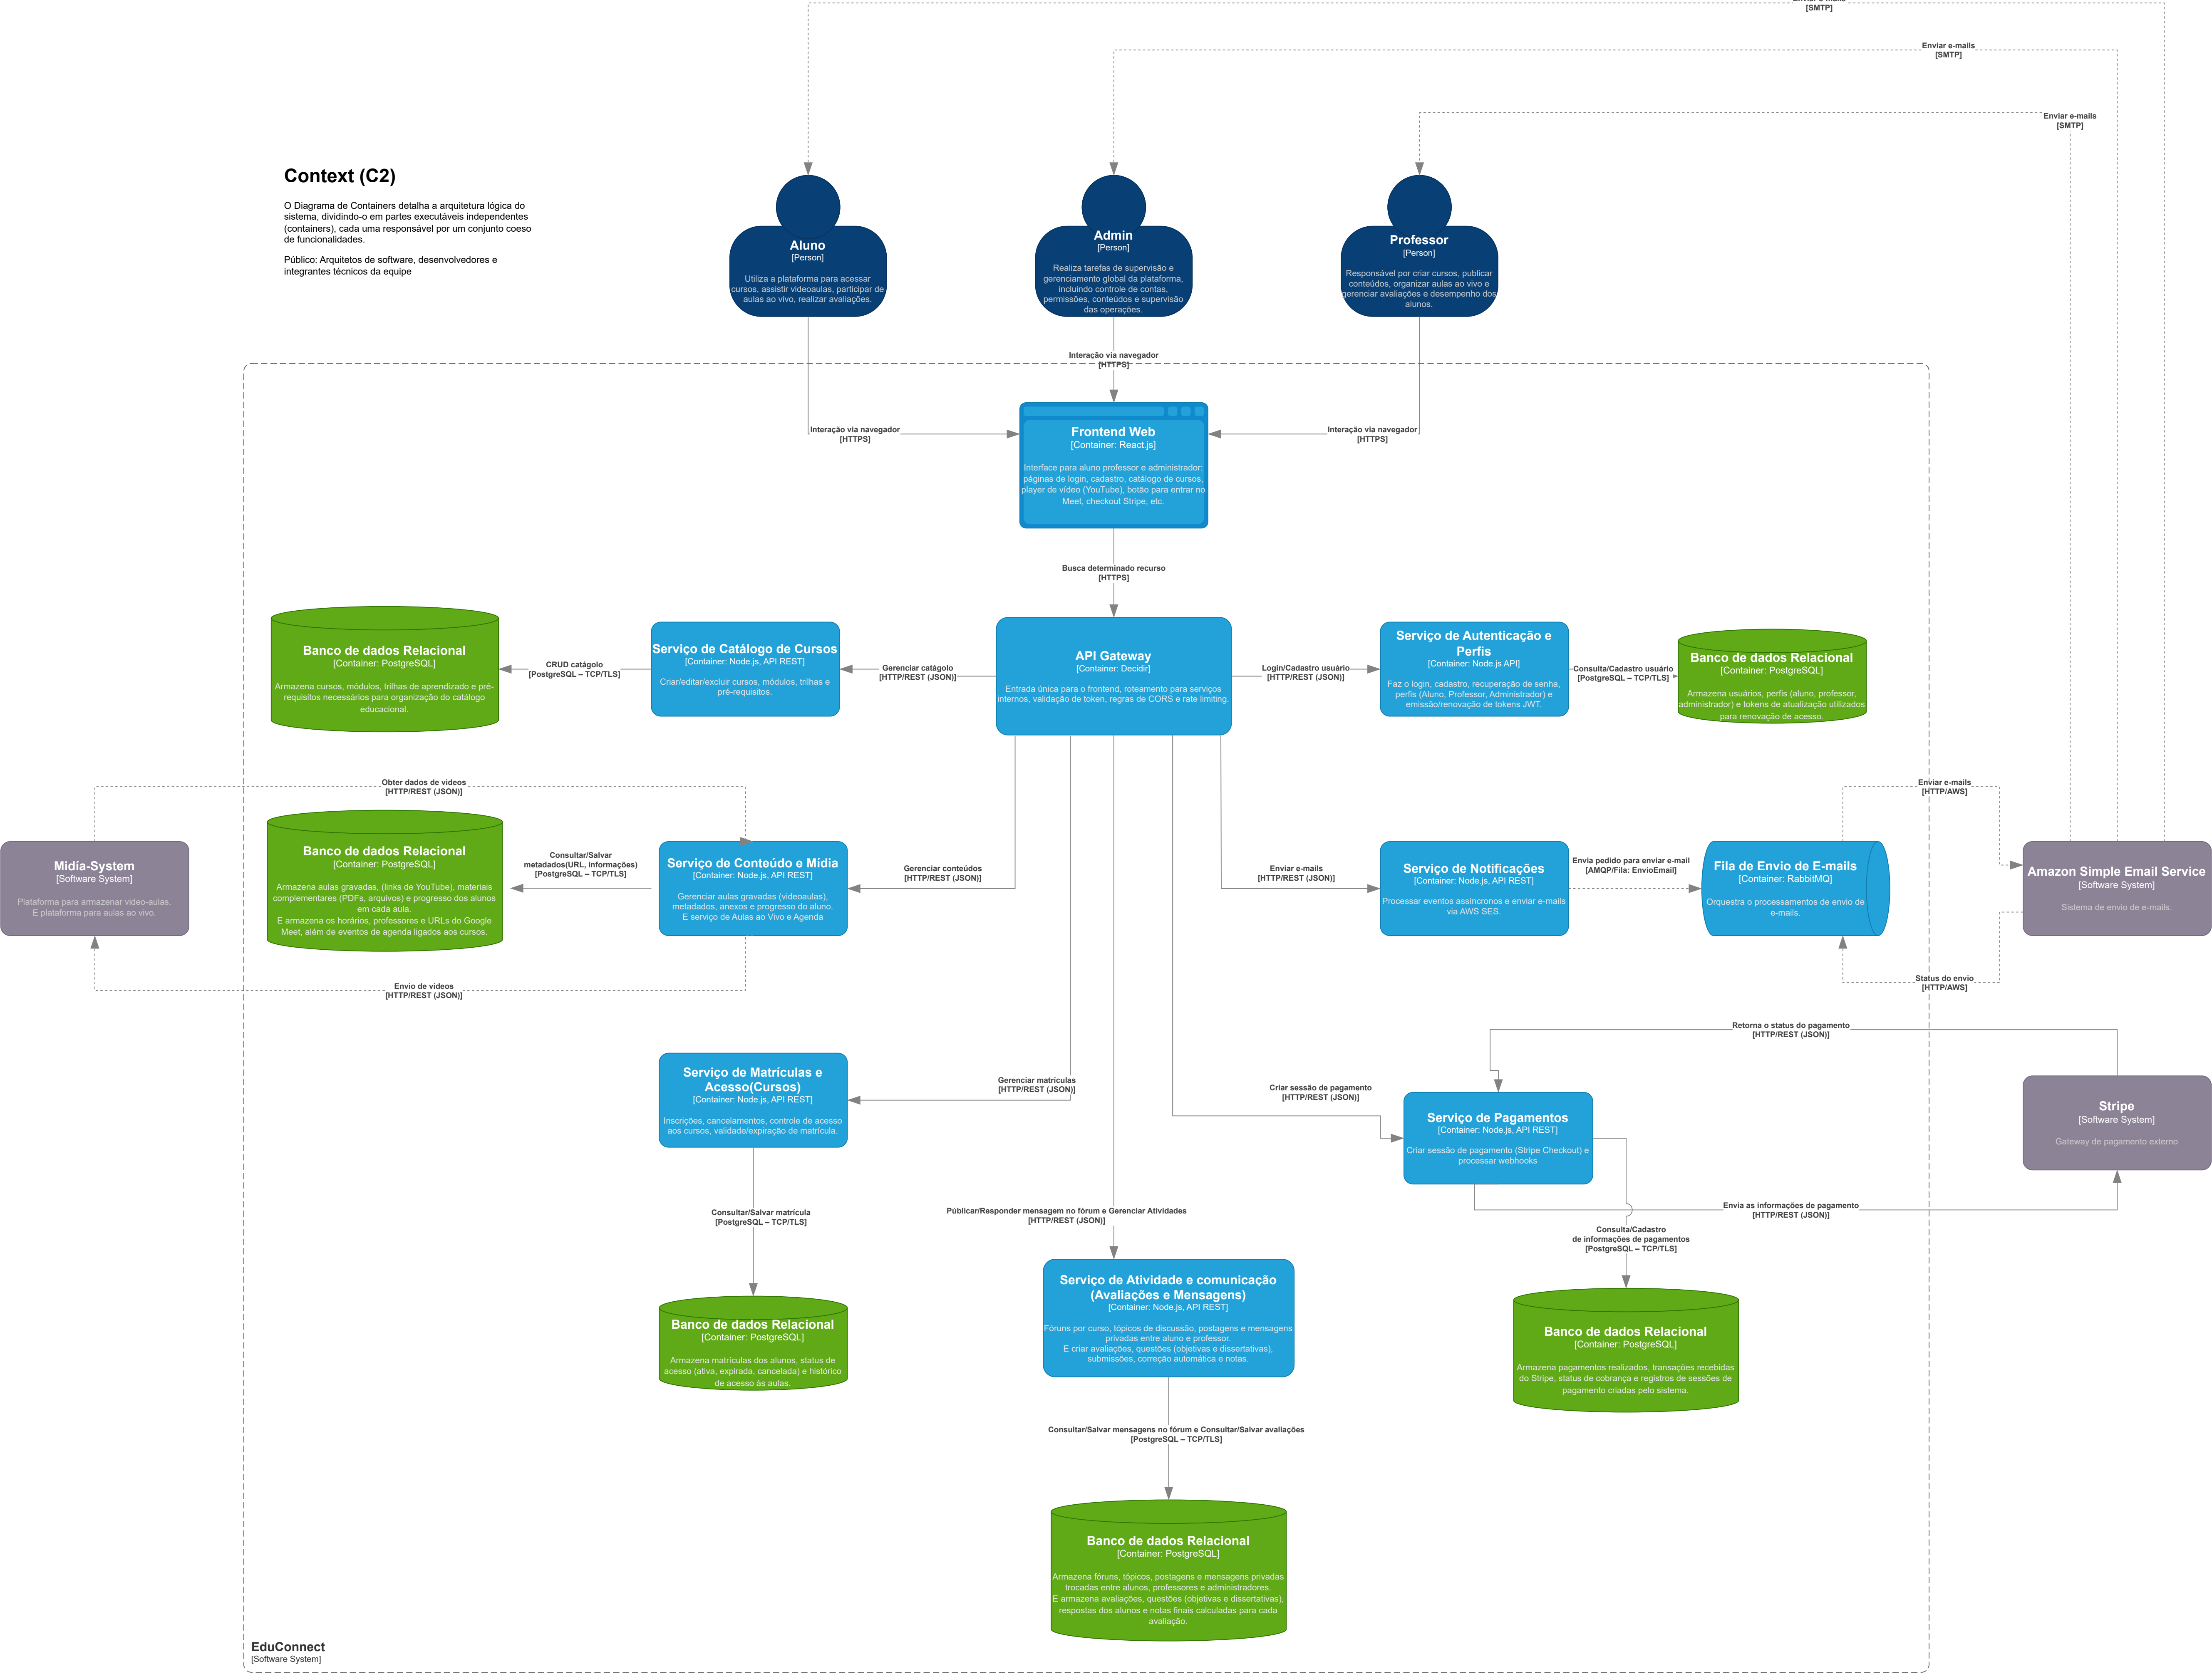 Enviar e-mails
[SMTP]
Enviar e-mails
[SMTP]
Enviar e-mails
[SMTP]
Context (C2)
O Diagrama de Containers detalha a arquitetura lógica do
sistema, dividindo-o em partes executáveis independentes
(containers), cada uma responsável por um conjunto coeso
de funcionalidades.
Público: Arquitetos de software, desenvolvedores e
integrantes técnicos da equipe
Aluno
[Person]
Utiliza a plataforma para acessar
cursos, assistir videoaulas, participar de
aulas ao vivo, realizar avaliações.
Admin
[Person]
Realiza tarefas de supervisão e
gerenciamento global da plataforma,
incluindo controle de contas,
permissões, conteúdos e supervisão
das operações.
Professor
[Person]
Responsável por criar cursos, publicar
conteúdos, organizar aulas ao vivo e
gerenciar avaliações e desempenho dos
alunos.
Interação via navegador
[HTTPS]
Interação via navegador
[HTTPS]
Interação via navegador
[HTTPS]
Frontend Web
[Container: React.js]
Interface para aluno professor e administrador:
páginas de login, cadastro, catálogo de cursos,
player de vídeo (YouTube), botão para entrar no
Meet, checkout Stripe, etc.
Busca determinado recurso
[HTTPS]
Banco de dados Relacional
[Container: PostgreSQL]
Armazena cursos, módulos, trilhas de aprendizado e pré-
requisitos necessários para organização do catálogo
educacional.
CRUD catágolo
[PostgreSQL – TCP/TLS]
Serviço de Catálogo de Cursos
[Container: Node.js, API REST]
Criar/editar/excluir cursos, módulos, trilhas e
pré-requisitos.
Gerenciar catágolo
[HTTP/REST (JSON)]
API Gateway
[Container: Decidir]
Entrada única para o frontend, roteamento para serviços
internos, validação de token, regras de CORS e rate limiting.
Login/Cadastro usuário
[HTTP/REST (JSON)]
Serviço de Autenticação e
Perfis
[Container: Node.js API]
Faz o login, cadastro, recuperação de senha,
perfis (Aluno, Professor, Administrador) e
emissão/renovação de tokens JWT.
Consulta/Cadastro usuário
[PostgreSQL – TCP/TLS]
Banco de dados Relacional
[Container: PostgreSQL]
Armazena usuários, perfis (aluno, professor,
administrador) e tokens de atualização utilizados
para renovação de acesso.
Obter dados de videos
[HTTP/REST (JSON)]
Midía-System
[Software System]
Plataforma para armazenar video-aulas.
E plataforma para aulas ao vivo.
Banco de dados Relacional
[Container: PostgreSQL]
Armazena aulas gravadas, (links de YouTube), materiais
complementares (PDFs, arquivos) e progresso dos alunos
em cada aula.
E armazena os horários, professores e URLs do Google
Meet, além de eventos de agenda ligados aos cursos.
Consultar/Salvar
metadados(URL, informações)
[PostgreSQL – TCP/TLS]
Serviço de Conteúdo e Mídia
[Container: Node.js, API REST]
Gerenciar aulas gravadas (videoaulas),
metadados, anexos e progresso do aluno.
E serviço de Aulas ao Vivo e Agenda
Gerenciar conteúdos
[HTTP/REST (JSON)]
Enviar e-mails
[HTTP/REST (JSON)]
Serviço de Notificações
[Container: Node.js, API REST]
Processar eventos assíncronos e enviar e-mails
via AWS SES.
Envia pedido para enviar e-mail
[AMQP/Fila: EnvioEmail]
Fila de Envio de E-mails
[Container: RabbitMQ]
Orquestra o processamentos de envio de
e-mails.
Enviar e-mails
[HTTP/AWS]
Amazon Simple Email Service
[Software System]
Sistema de envio de e-mails.
Status do envio
[HTTP/AWS]
Envio de videos
[HTTP/REST (JSON)]
Retorna o status do pagamento
[HTTP/REST (JSON)]
Serviço de Matrículas e
Acesso(Cursos)
[Container: Node.js, API REST]
Inscrições, cancelamentos, controle de acesso
aos cursos, validade/expiração de matrícula.
Gerenciar matrículas
[HTTP/REST (JSON)]
Criar sessão de pagamento
[HTTP/REST (JSON)]
Serviço de Pagamentos
[Container: Node.js, API REST]
Criar sessão de pagamento (Stripe Checkout) e
processar webhooks
Stripe
[Software System]
Gateway de pagamento externo
Consultar/Salvar matrícula
[PostgreSQL – TCP/TLS]
Públicar/Responder mensagem no fórum e Gerenciar Atividades
[HTTP/REST (JSON)]
Envia as informações de pagamento
[HTTP/REST (JSON)]
Consulta/Cadastro
de informações de pagamentos
[PostgreSQL – TCP/TLS]
Banco de dados Relacional
[Container: PostgreSQL]
Armazena matrículas dos alunos, status de
acesso (ativa, expirada, cancelada) e histórico
de acesso ás aulas.
Serviço de Atividade e comunicação
(Avaliações e Mensagens)
[Container: Node.js, API REST]
Fóruns por curso, tópicos de discussão, postagens e mensagens
privadas entre aluno e professor.
E criar avaliações, questões (objetivas e dissertativas),
submissões, correção automática e notas.
Banco de dados Relacional
[Container: PostgreSQL]
Armazena pagamentos realizados, transações recebidas
do Stripe, status de cobrança e registros de sessões de
pagamento criadas pelo sistema.
Consultar/Salvar mensagens no fórum e Consultar/Salvar avaliações
[PostgreSQL – TCP/TLS]
Banco de dados Relacional
[Container: PostgreSQL]
Armazena fóruns, tópicos, postagens e mensagens privadas
trocadas entre alunos, professores e administradores.
E armazena avaliações, questões (objetivas e dissertativas),
respostas dos alunos e notas finais calculadas para cada
avaliação.
EduConnect
[Software System]